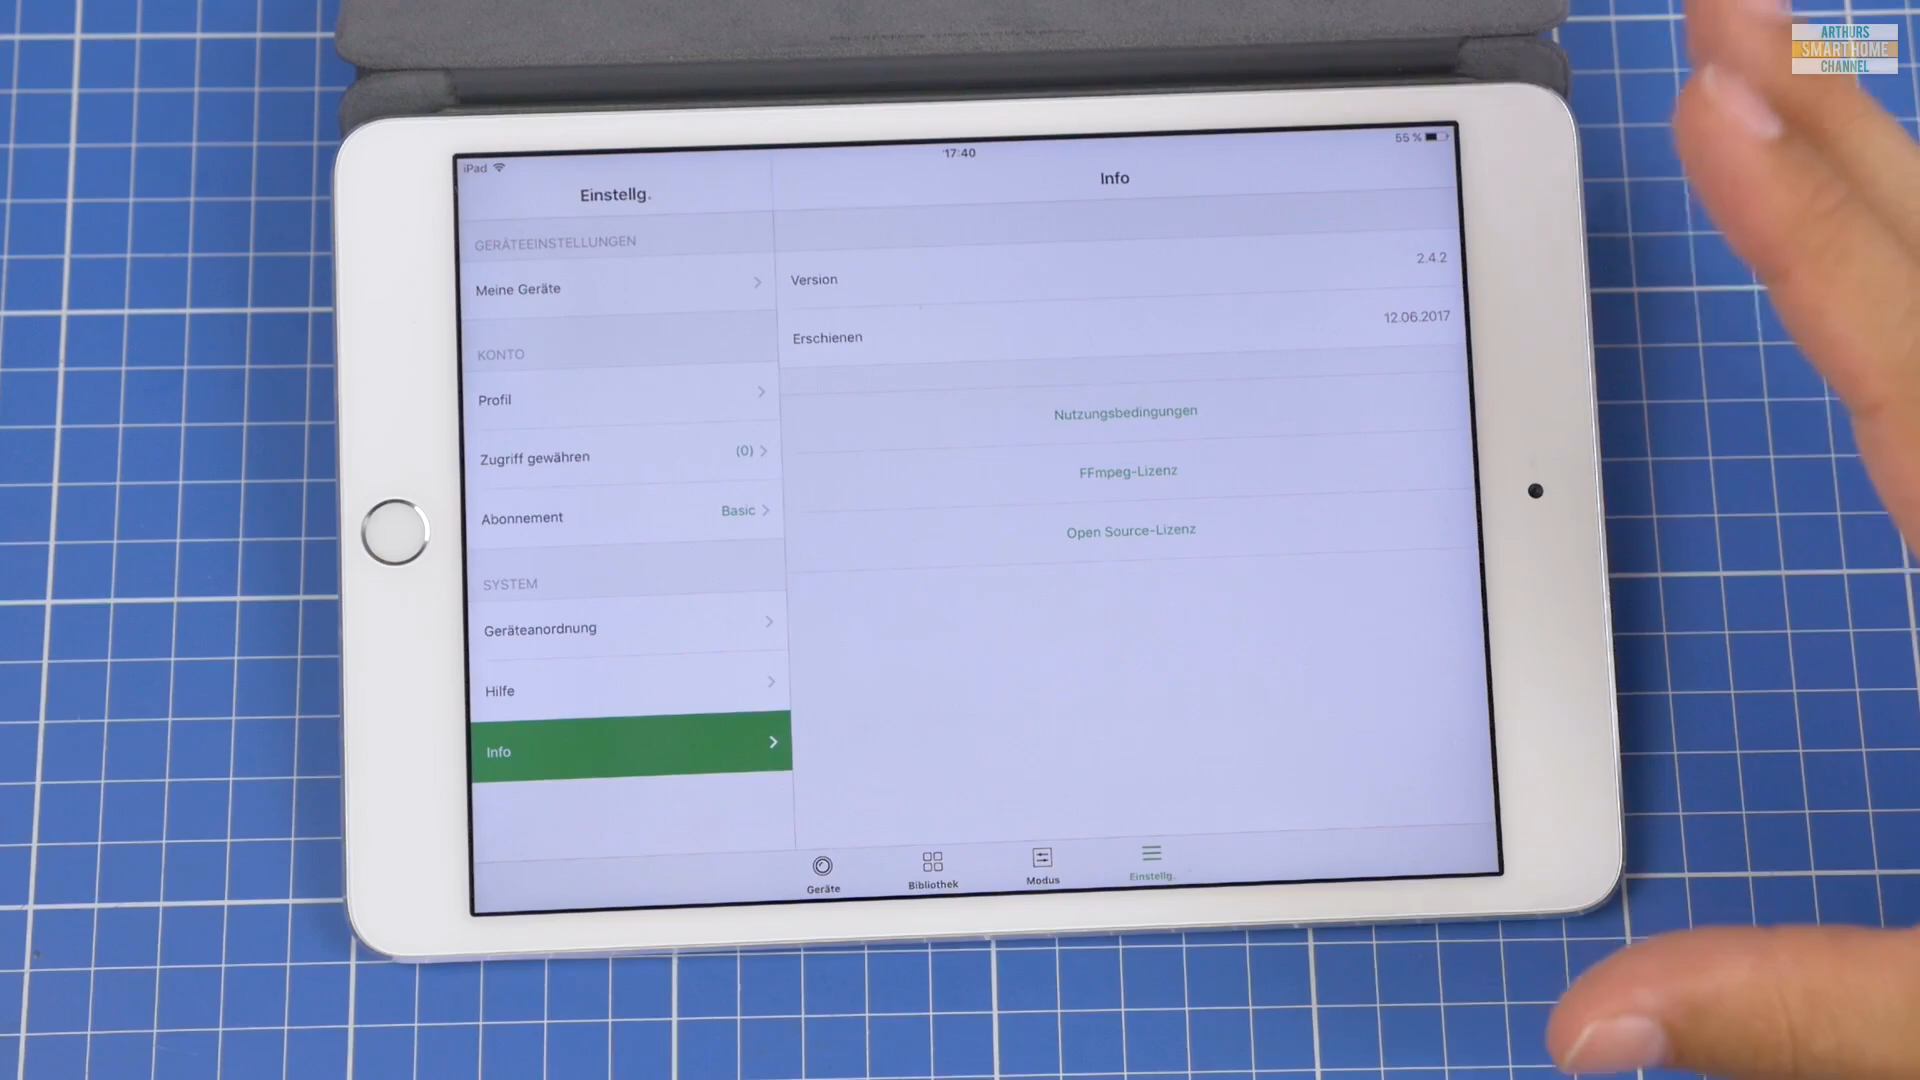 ARTHURS
SMARTHOME
CHANNEL
iPad
17:40
55 %
Einstellg.
Info
GERÄTEEINSTELLUNGEN
Meine Geräte
KONTO
Profil
Zugriff gewähren (0)
Abonnement Basic
SYSTEM
Geräteanordnung
Hilfe
Info
Version 2.4.2
Erschienen 12.06.2017
Nutzungsbedingungen
FFmpeg-Lizenz
Open Source-Lizenz
Geräte
Bibliothek
Modus
Einstellg.